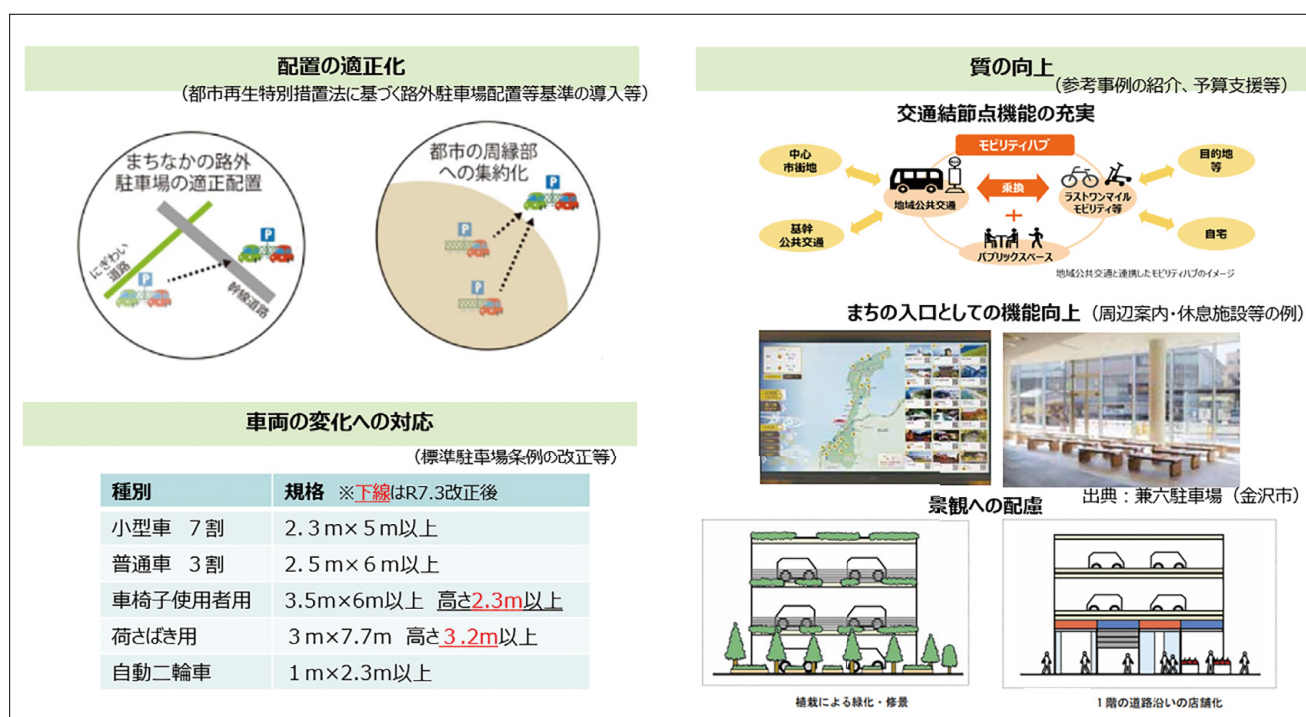 配置の適正化
（都市再生特別措置法に基づく路外駐車場配置等基準の導入等）
まちなかの路外
駐車場の適正配置
にぎわい
道路
幹線道路
都市の周縁部
への集約化
P
P
P
P
P
車両の変化への対応
（標準駐車場条例の改正等）
種別 規格 ※下線はR7.3改正後
小型車 7割 2.3m×5m以上
普通車 3割 2.5m×6m以上
車椅子使用者用 3.5m×6m以上 高さ2.3m以上
荷さばき用 3m×7.7m 高さ3.2m以上
自動二輪車 1m×2.3m以上
質の向上
（参考事例の紹介、予算支援等）
交通結節点機能の充実
モビリティハブ
中心
市街地
基幹
公共交通
地域公共交通
乗換
+
ラストワンマイル
モビリティ等
パブリックスペース
目的地
等
自宅
地域公共交通と連携したモビリティハブのイメージ
まちの入口としての機能向上（周辺案内・休息施設等の例）
出典：兼六駐車場（金沢市）
景観への配慮
植栽による緑化・修景
1階の道路沿いの店舗化